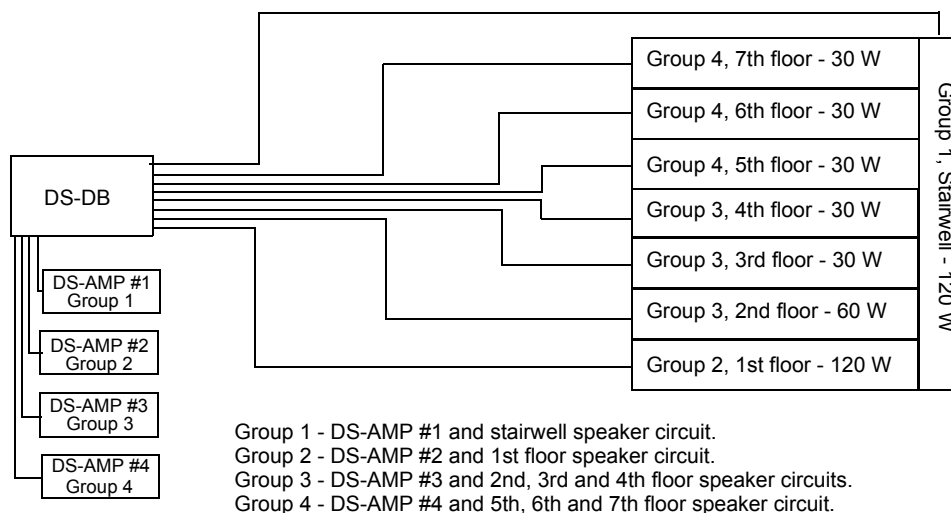 Group 4, 7th floor - 30 W
Group 4, 6th floor - 30 W
Group 4, 5th floor - 30 W
Group 3, 4th floor - 30 W
Group 3, 3rd floor - 30 W
Group 3, 2nd floor - 60 W
Group 2, 1st floor - 120 W
Group 1, Stairwell - 120 W
DS-DB
DS-AMP #1
Group 1
DS-AMP #2
Group 2
DS-AMP #3
Group 3
DS-AMP #4
Group 4
Group 1 - DS-AMP #1 and stairwell speaker circuit.
Group 2 - DS-AMP #2 and 1st floor speaker circuit.
Group 3 - DS-AMP #3 and 2nd, 3rd and 4th floor speaker circuits.
Group 4 - DS-AMP #4 and 5th, 6th and 7th floor speaker circuit.